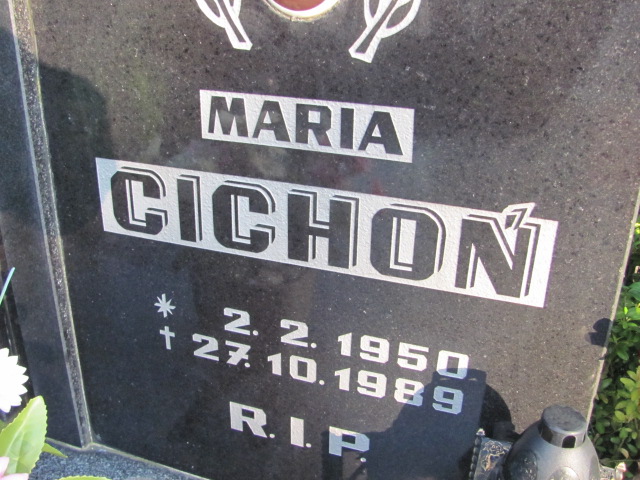 MARIA
CICHOŃ
* 2. 2. 1950
† 27. 10. 1989
R. I. P.